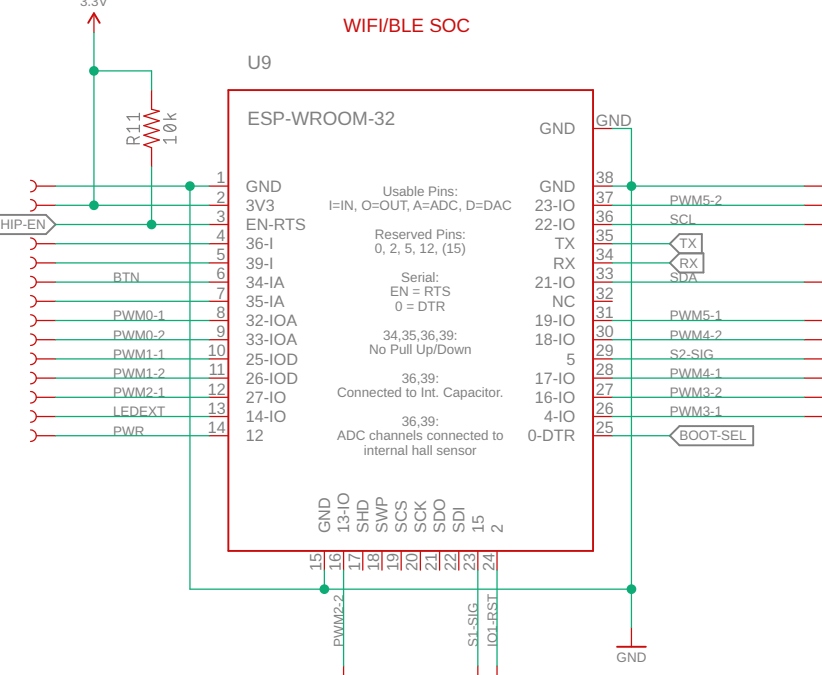 3.3V
WIFI/BLE SOC
U9
ESP-WROOM-32
R11
10k
GND
GND
1
GND
2
3V3
HIP-EN
3
EN-RTS
4
36-I
5
39-I
BTN
6
34-IA
7
35-IA
PWM0-1
8
32-IOA
PWM0-2
9
33-IOA
PWM1-1
10
25-IOD
PWM1-2
11
26-IOD
PWM2-1
12
27-IO
LEDEXT
13
14-IO
PWR
14
12
Usable Pins:
I=IN, O=OUT, A=ADC, D=DAC
Reserved Pins:
0, 2, 5, 12, (15)
Serial:
EN = RTS
0 = DTR
34,35,36,39:
No Pull Up/Down
36,39:
Connected to Int. Capacitor.
36,39:
ADC channels connected to
internal hall sensor
GND
38
23-IO
37
PWM5-2
22-IO
36
SCL
TX
35
TX
RX
34
RX
21-IO
33
SDA
NC
32
19-IO
31
PWM5-1
18-IO
30
PWM4-2
5
29
S2-SIG
17-IO
28
PWM4-1
16-IO
27
PWM3-2
4-IO
26
PWM3-1
0-DTR
25
BOOT-SEL
GND
13-IO
SHD
SWP
SCS
SCK
SDO
SDI
15
2
15
16
17
18
19
20
21
22
23
24
PWM2-2
S1-SIG
IO1-RST
GND